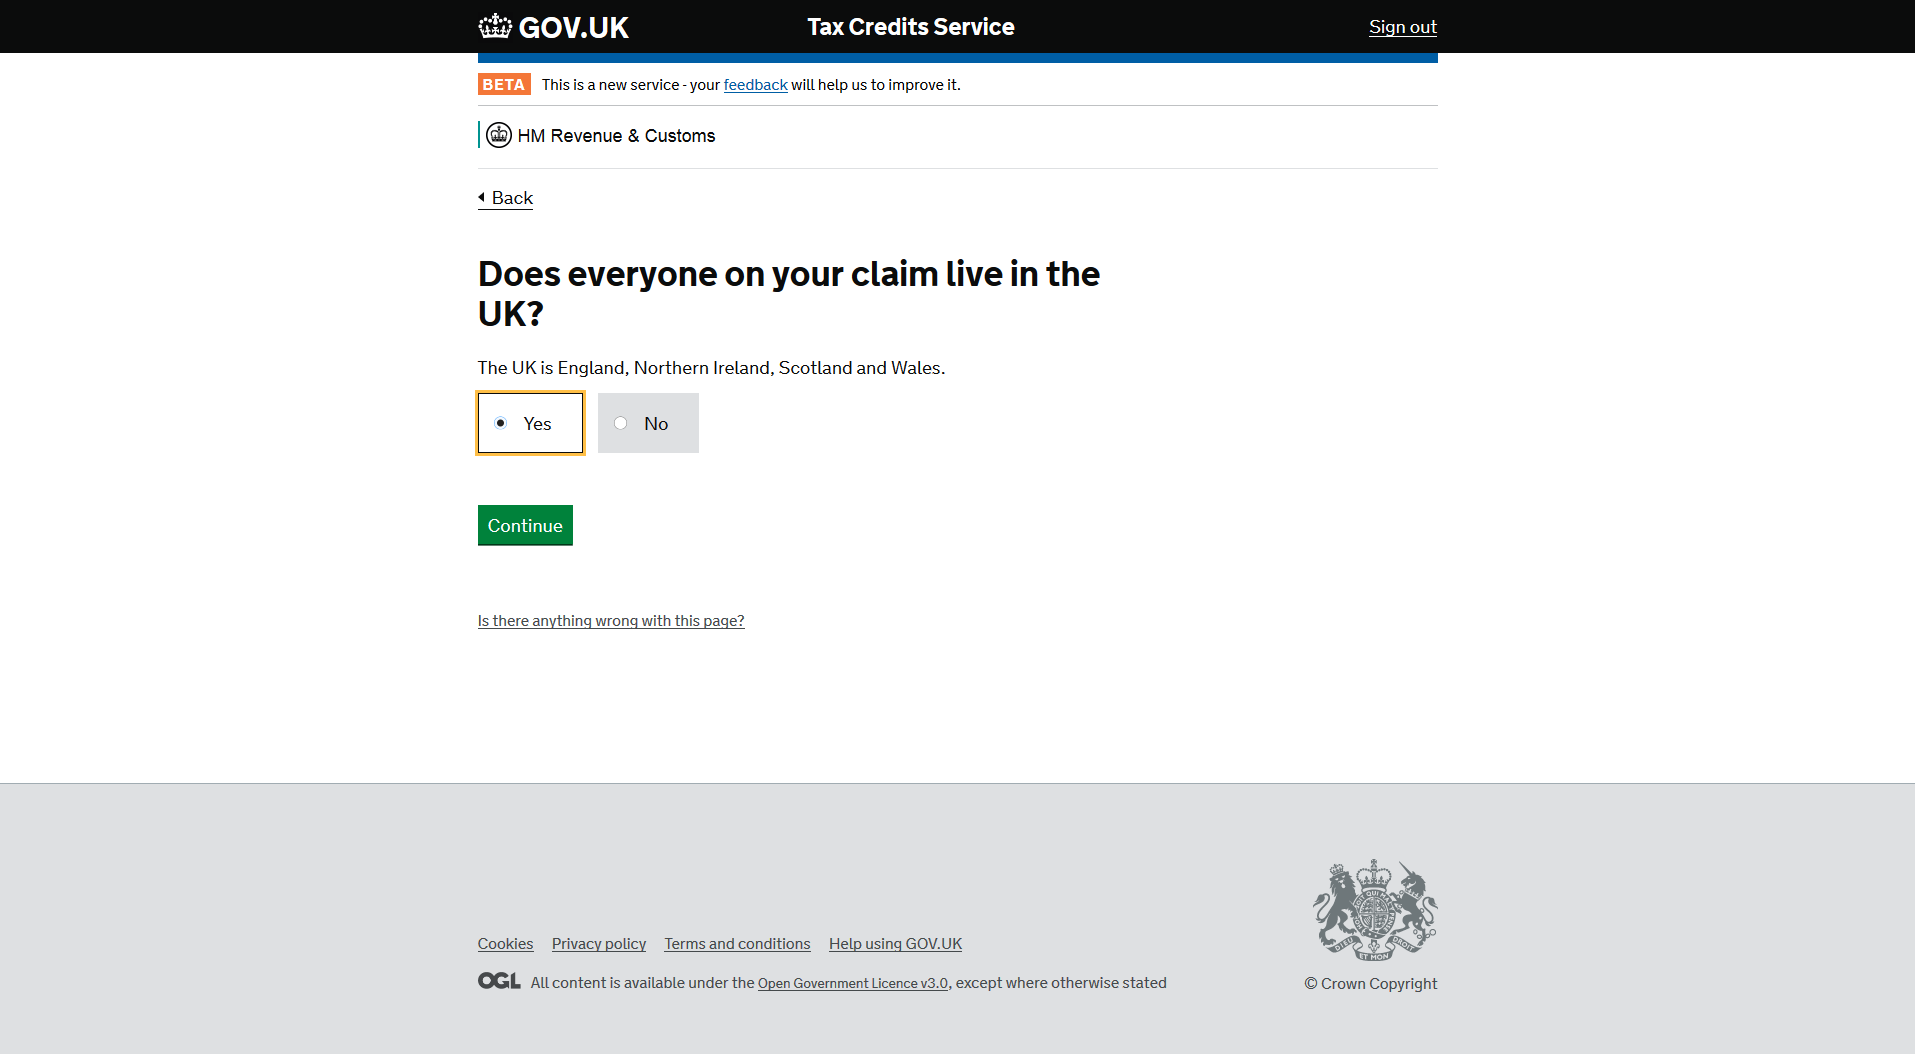 GOV.UK
Tax Credits Service
Sign out
BETA This is a new service - your feedback will help us to improve it.
HM Revenue & Customs
Back
Does everyone on your claim live in the
UK?
The UK is England, Northern Ireland, Scotland and Wales.
Yes
No
Continue
Is there anything wrong with this page?
Cookies Privacy policy Terms and conditions Help using GOV.UK
OGL All content is available under the Open Government Licence v3.0, except where otherwise stated
DIEU ET MON DROIT
© Crown Copyright